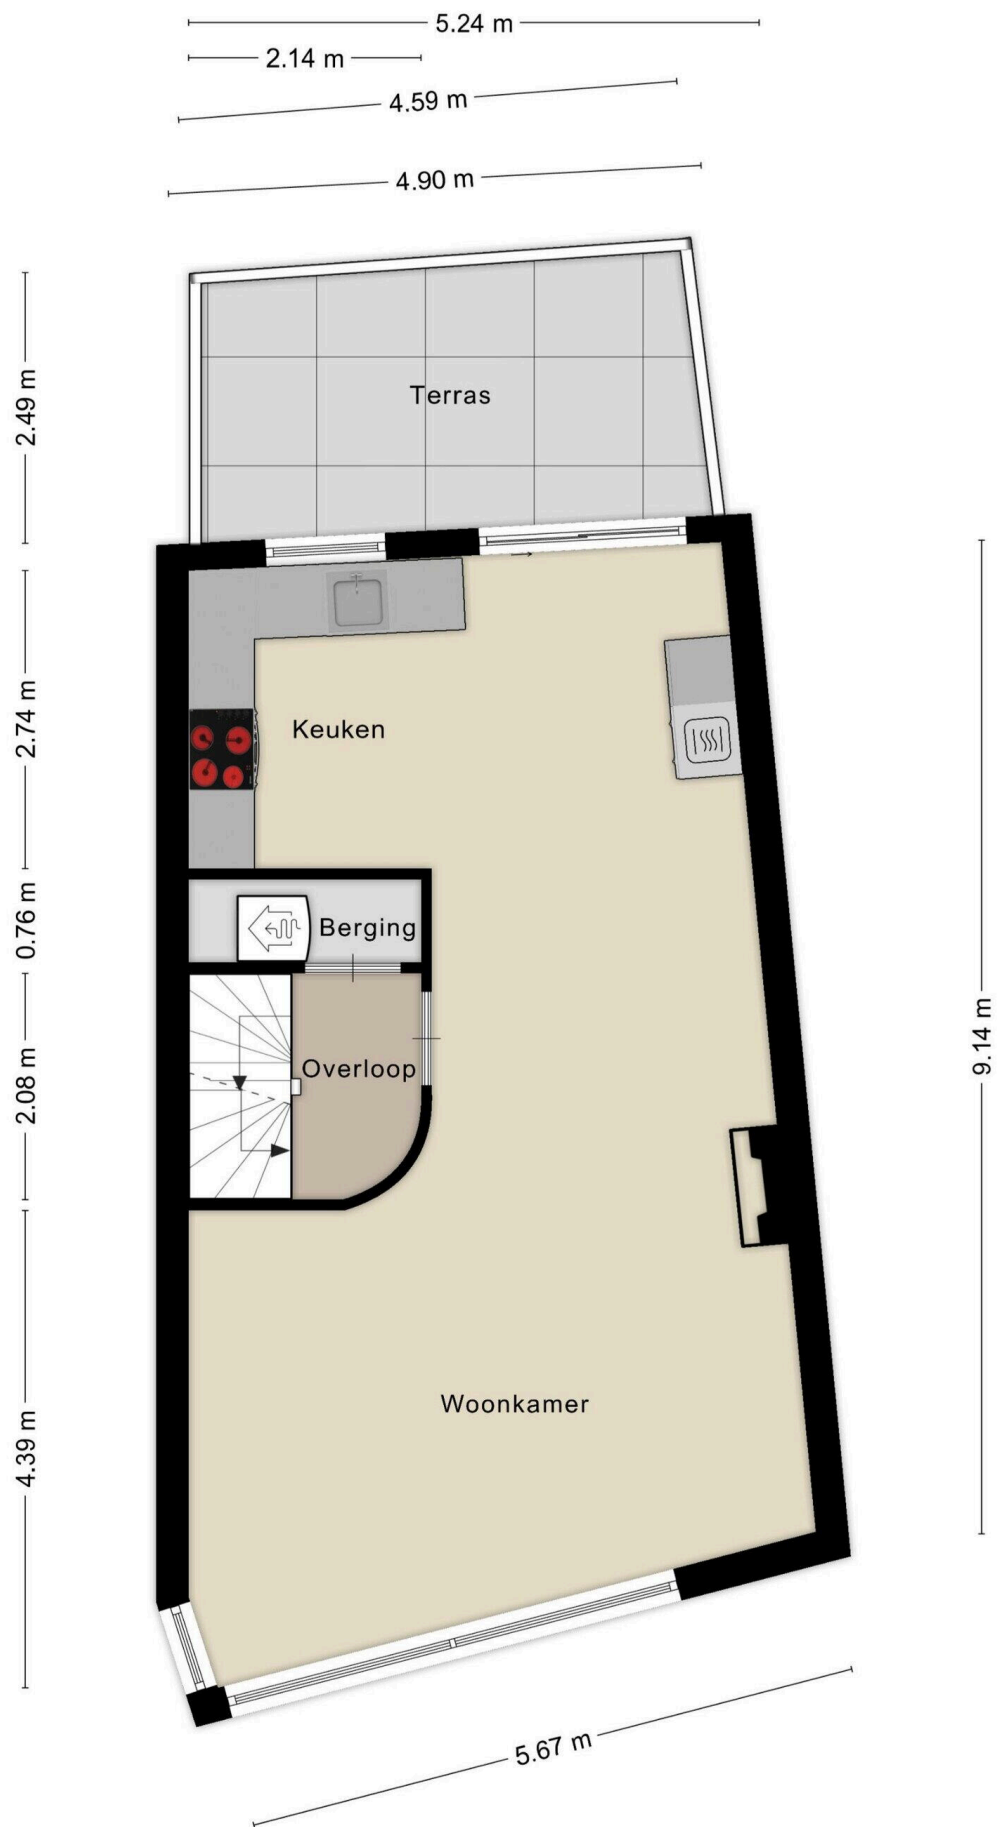 5.24 m
2.14 m
4.59 m
4.90 m
2.49 m
Terras
2.74 m
Keuken
0.76 m
Berging
2.08 m
Overloop
9.14 m
4.39 m
Woonkamer
5.67 m